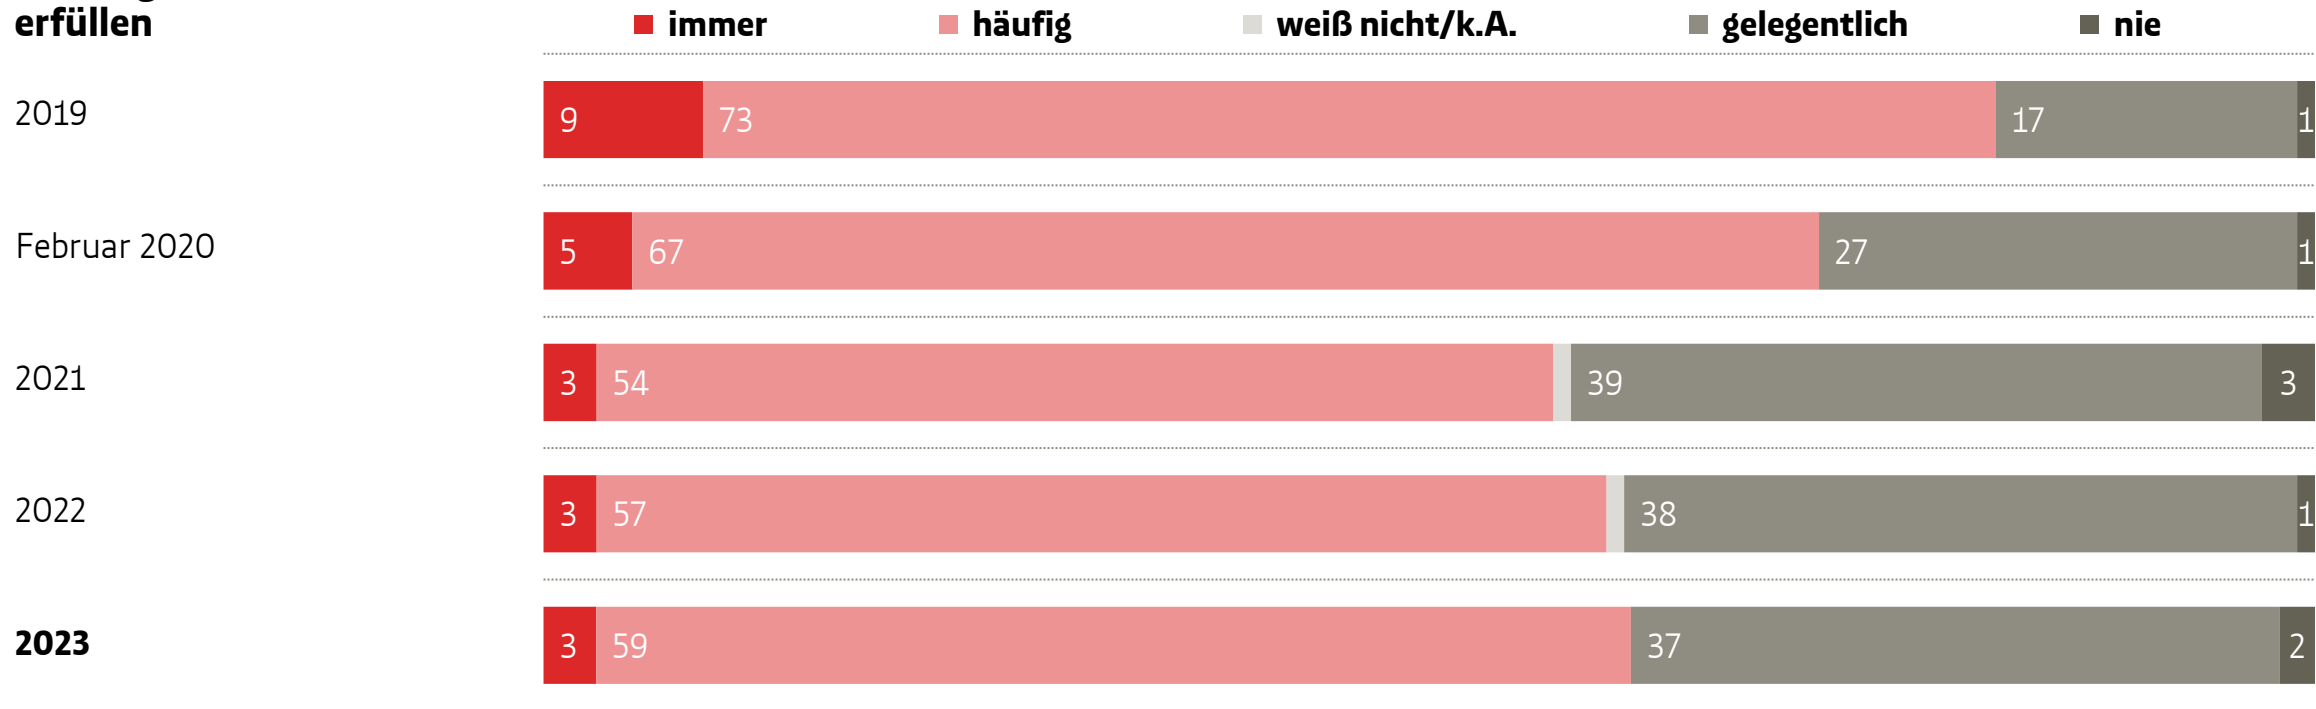 erfüllen
immer häufig weiß nicht/k.A. gelegentlich nie
2019 9 73 17 1
Februar 2020 5 67 27 1
2021 3 54 39 3
2022 3 57 38 1
2023 3 59 37 2